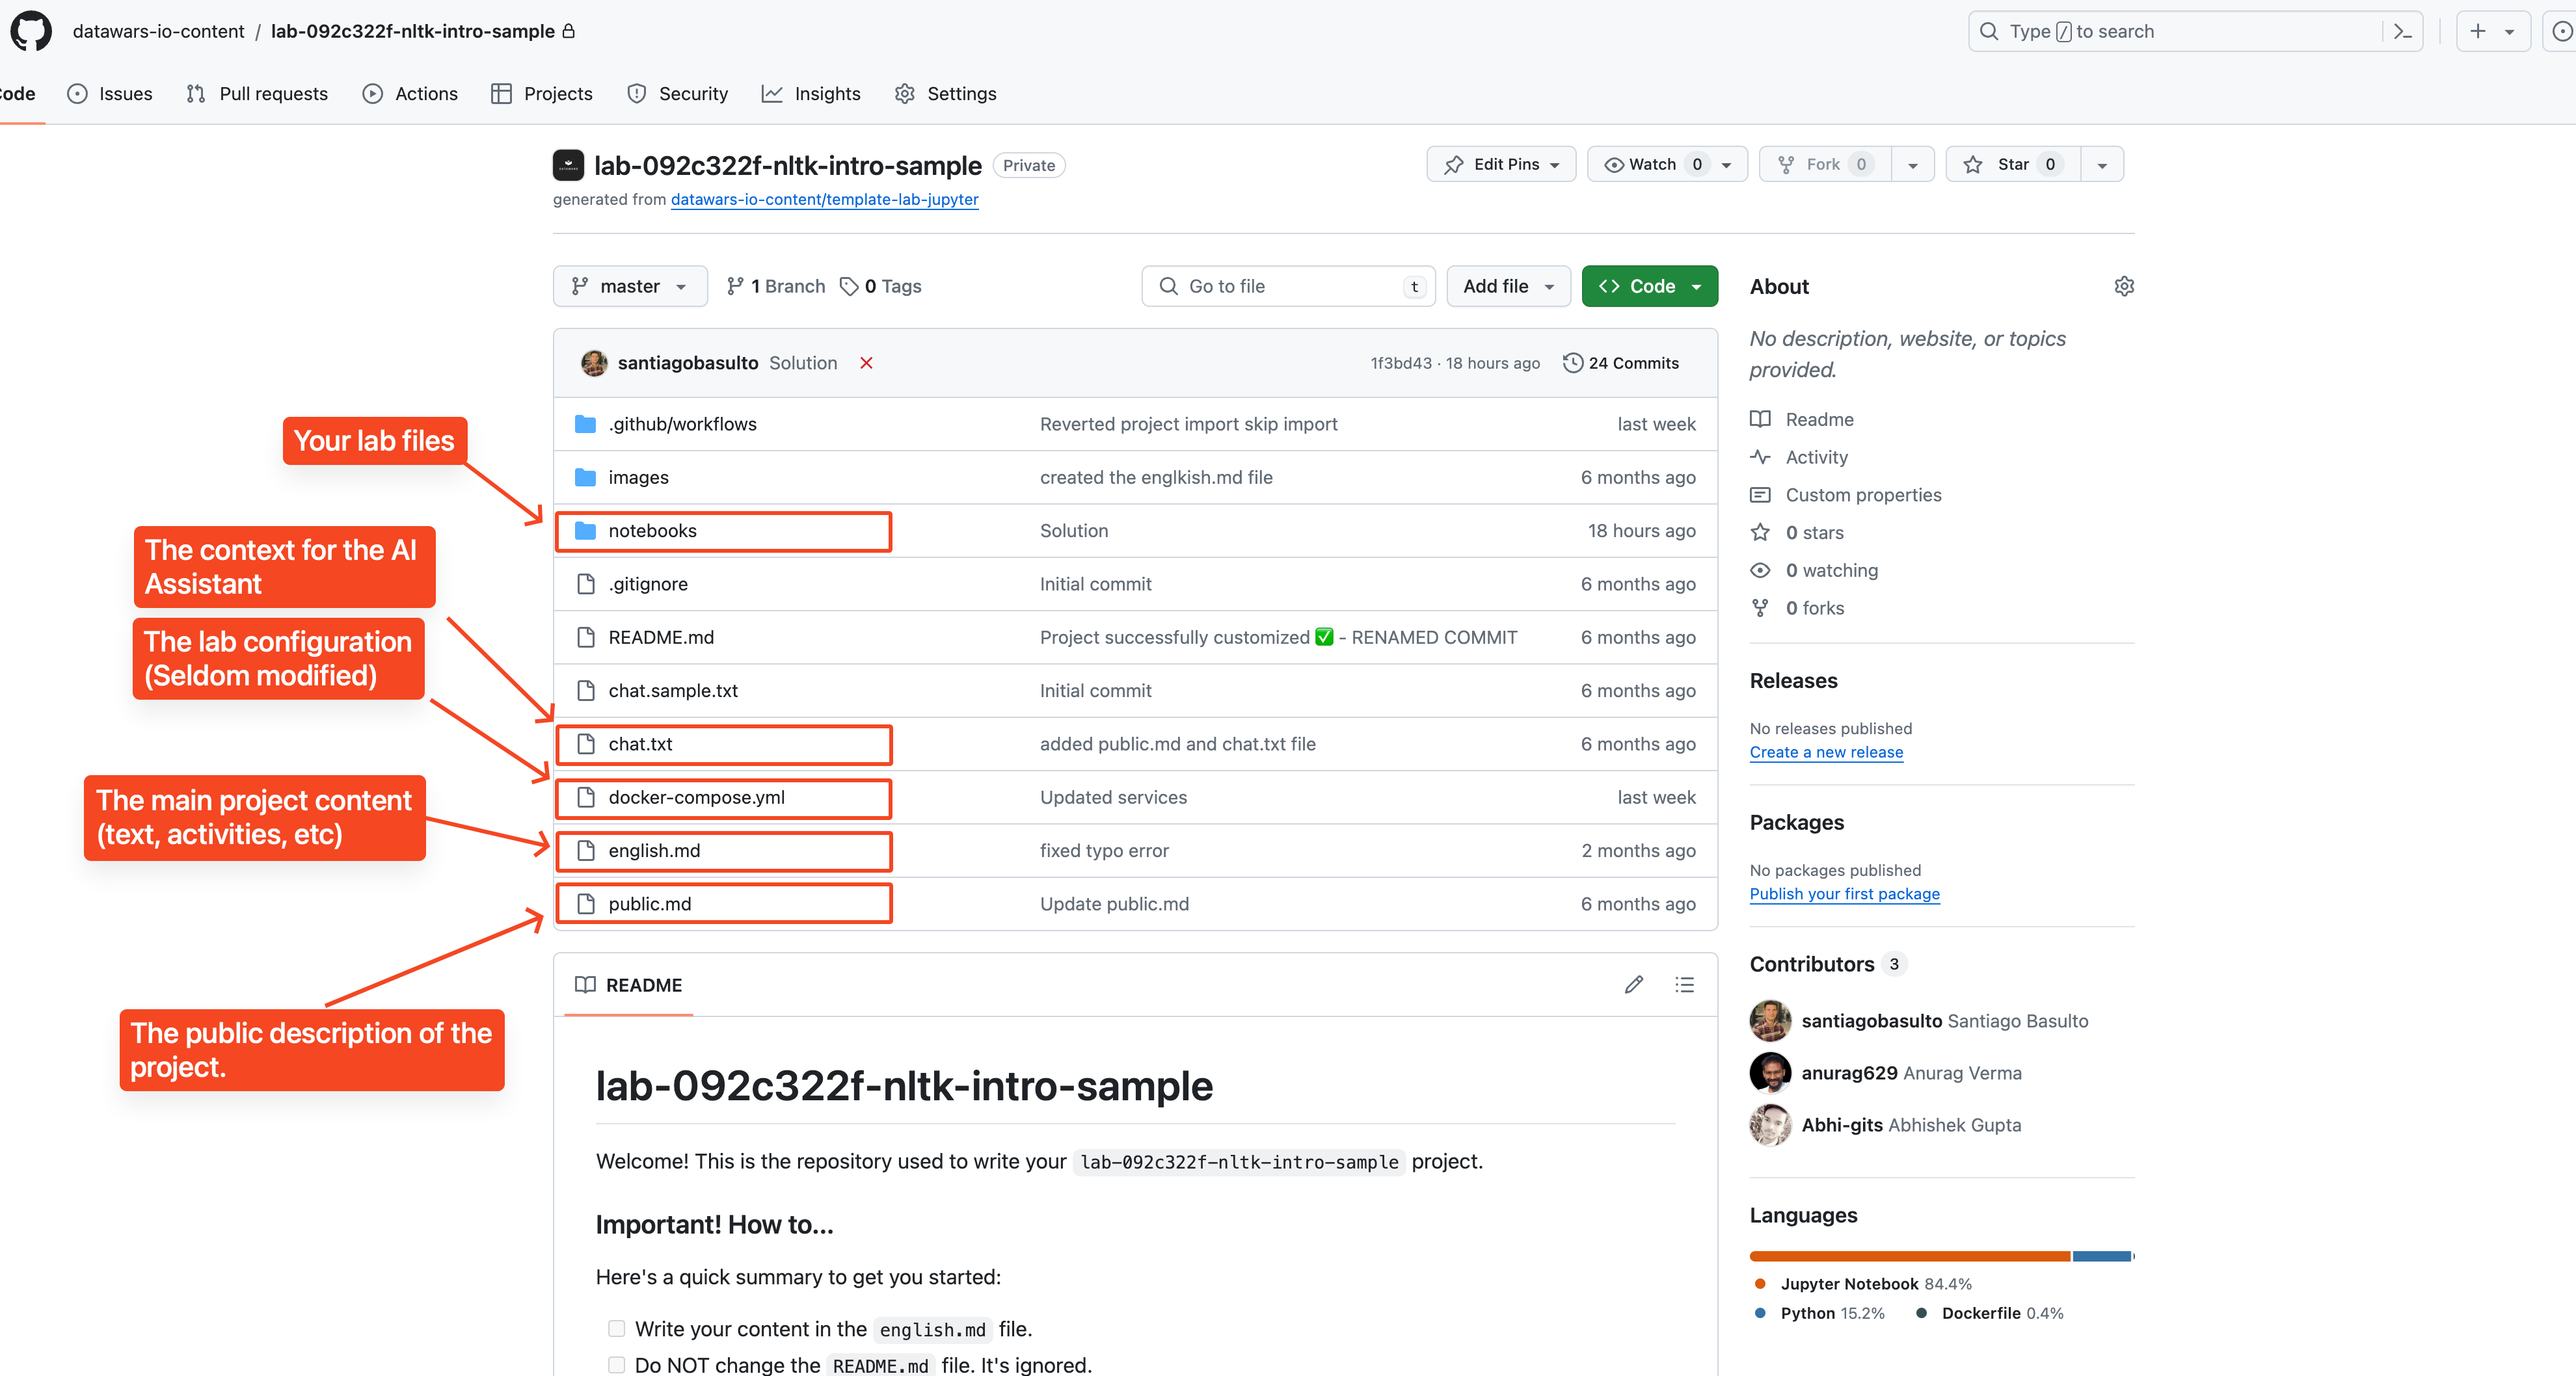 datawars-io-content / lab-092c322f-nltk-intro-sample
Type / to search
Code Issues Pull requests Actions Projects Security Insights Settings
lab-092c322f-nltk-intro-sample Private
generated from datawars-io-content/template-lab-jupyter
Edit Pins Watch 0 Fork 0 Star 0
master 1 Branch 0 Tags Go to file t Add file Code
santiagobasulto Solution 1f3bd43 · 18 hours ago 24 Commits
.github/workflows Reverted project import skip import last week
images created the englkish.md file 6 months ago
notebooks Solution 18 hours ago
.gitignore Initial commit 6 months ago
README.md Project successfully customized ✅ - RENAMED COMMIT 6 months ago
chat.sample.txt Initial commit 6 months ago
chat.txt added public.md and chat.txt file 6 months ago
docker-compose.yml Updated services last week
english.md fixed typo error 2 months ago
public.md Update public.md 6 months ago
Your lab files
The context for the AI
Assistant
The lab configuration
(Seldom modified)
The main project content
(text, activities, etc)
The public description of the
project.
README
lab-092c322f-nltk-intro-sample
Welcome! This is the repository used to write your lab-092c322f-nltk-intro-sample project.
Important! How to...
Here's a quick summary to get you started:
Write your content in the english.md file.
Do NOT change the README.md file. It's ignored.
About
No description, website, or topics
provided.
Readme
Activity
Custom properties
0 stars
0 watching
0 forks
Releases
No releases published
Create a new release
Packages
No packages published
Publish your first package
Contributors 3
santiagobasulto Santiago Basulto
anurag629 Anurag Verma
Abhi-gits Abhishek Gupta
Languages
Jupyter Notebook 84.4%
Python 15.2% Dockerfile 0.4%